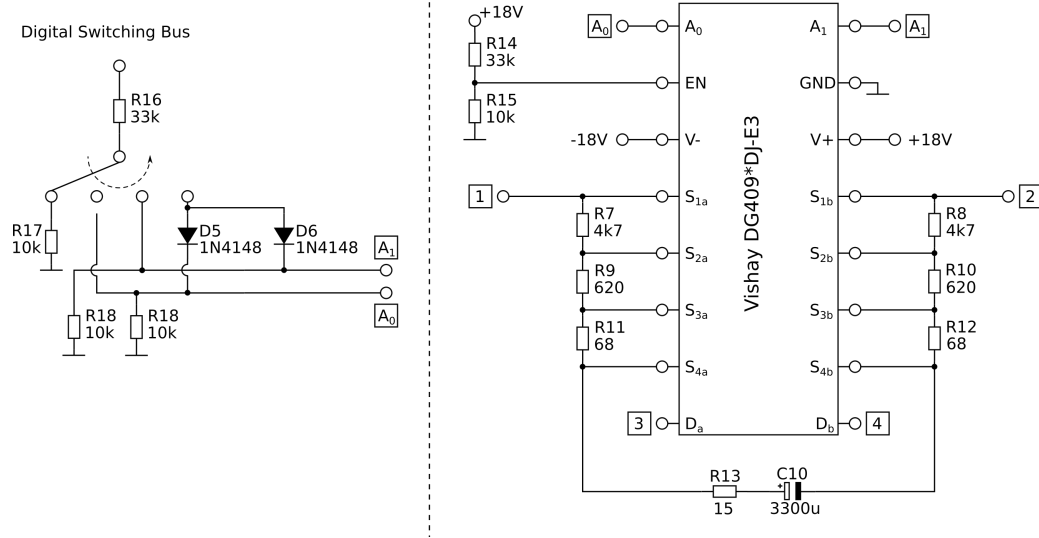 Digital Switching Bus
R16
33k
R17
10k
D5
1N4148
D6
1N4148
A1
A0
R18
10k
R18
10k
+18V
R14
33k
R15
10k
A0
A0
A1
A1
EN
GND
-18V
V-
V+
+18V
Vishay DG409*DJ-E3
1
S1a
S1b
2
R7
4k7
R8
4k7
S2a
S2b
R9
620
R10
620
S3a
S3b
R11
68
R12
68
S4a
S4b
3
Da
Db
4
R13
15
C10
+
3300u